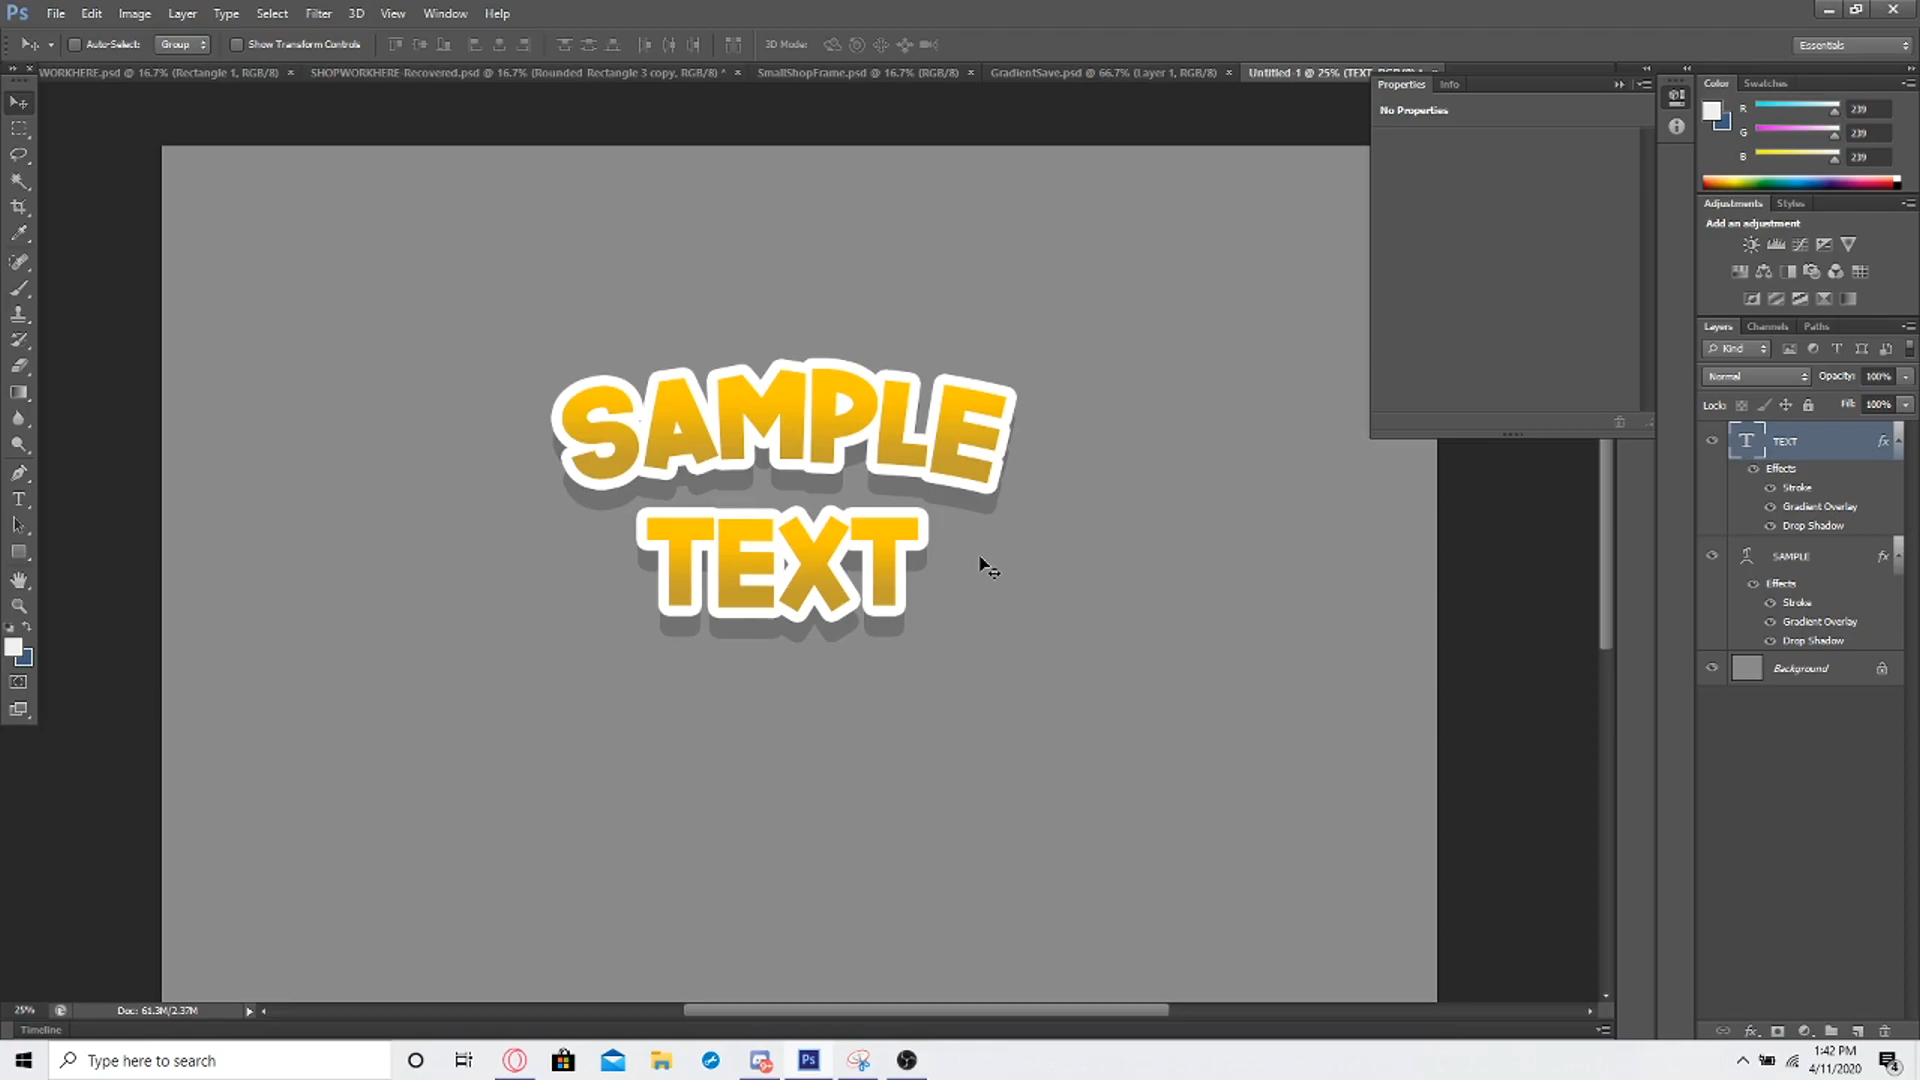 Ps File Edit Image Layer Type Select Filter 3D View Window Help
Auto-Select: Group Show Transform Controls 3D Mode: Essentials
WORKHERE.psd @ 16.7% (Rectangle 1, RGB/8) SHOPWORKHERE-Recovered.psd @ 16.7% (Rounded Rectangle 3 copy, RGB/8) * SmallShopFrame.psd @ 16.7% (RGB/8) GradientSave.psd @ 66.7% (Layer 1, RGB/8) Untitled-1 @ 25% (TEXT, RGB/8) *
Properties Info
No Properties
Color Swatches
R 239
G 239
B 239
Adjustments Styles
Add an adjustment
Layers Channels Paths
Kind
Normal Opacity: 100%
Lock: Fill: 100%
TEXT fx
Effects
Stroke
Gradient Overlay
Drop Shadow
SAMPLE fx
Effects
Stroke
Gradient Overlay
Drop Shadow
Background
SAMPLE
TEXT
25% Doc: 61.3M/2.37M
Timeline
Type here to search
Ps
1:42 PM
4/11/2020
4